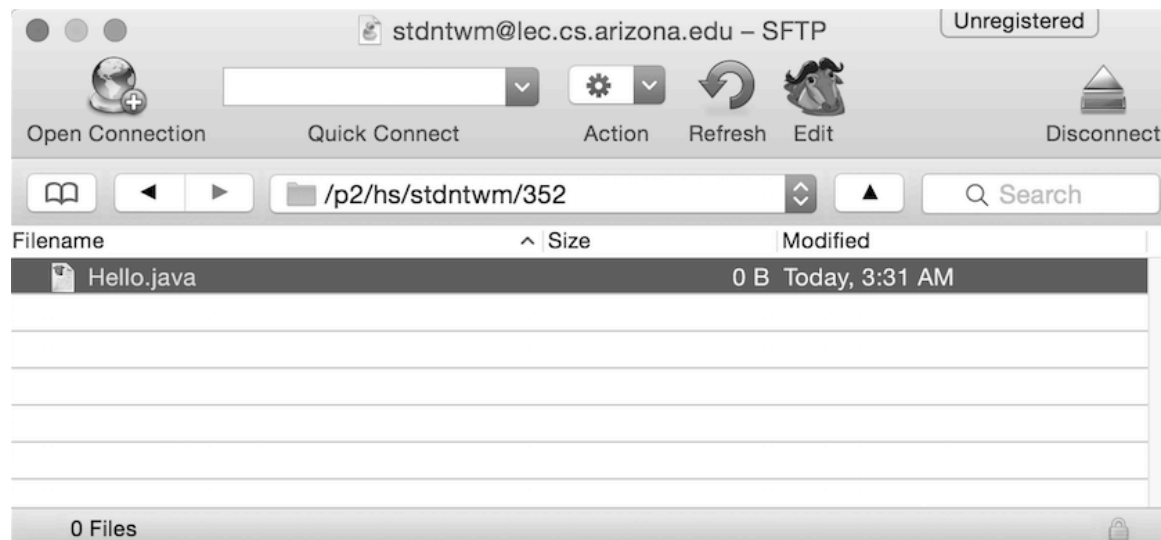 stdntwm@lec.cs.arizona.edu – SFTP
Unregistered
Open Connection
Quick Connect
Action
Refresh
Edit
Disconnect
/p2/hs/stdntwm/352
Search
Filename
Size
Modified
Hello.java
0 B
Today, 3:31 AM
0 Files